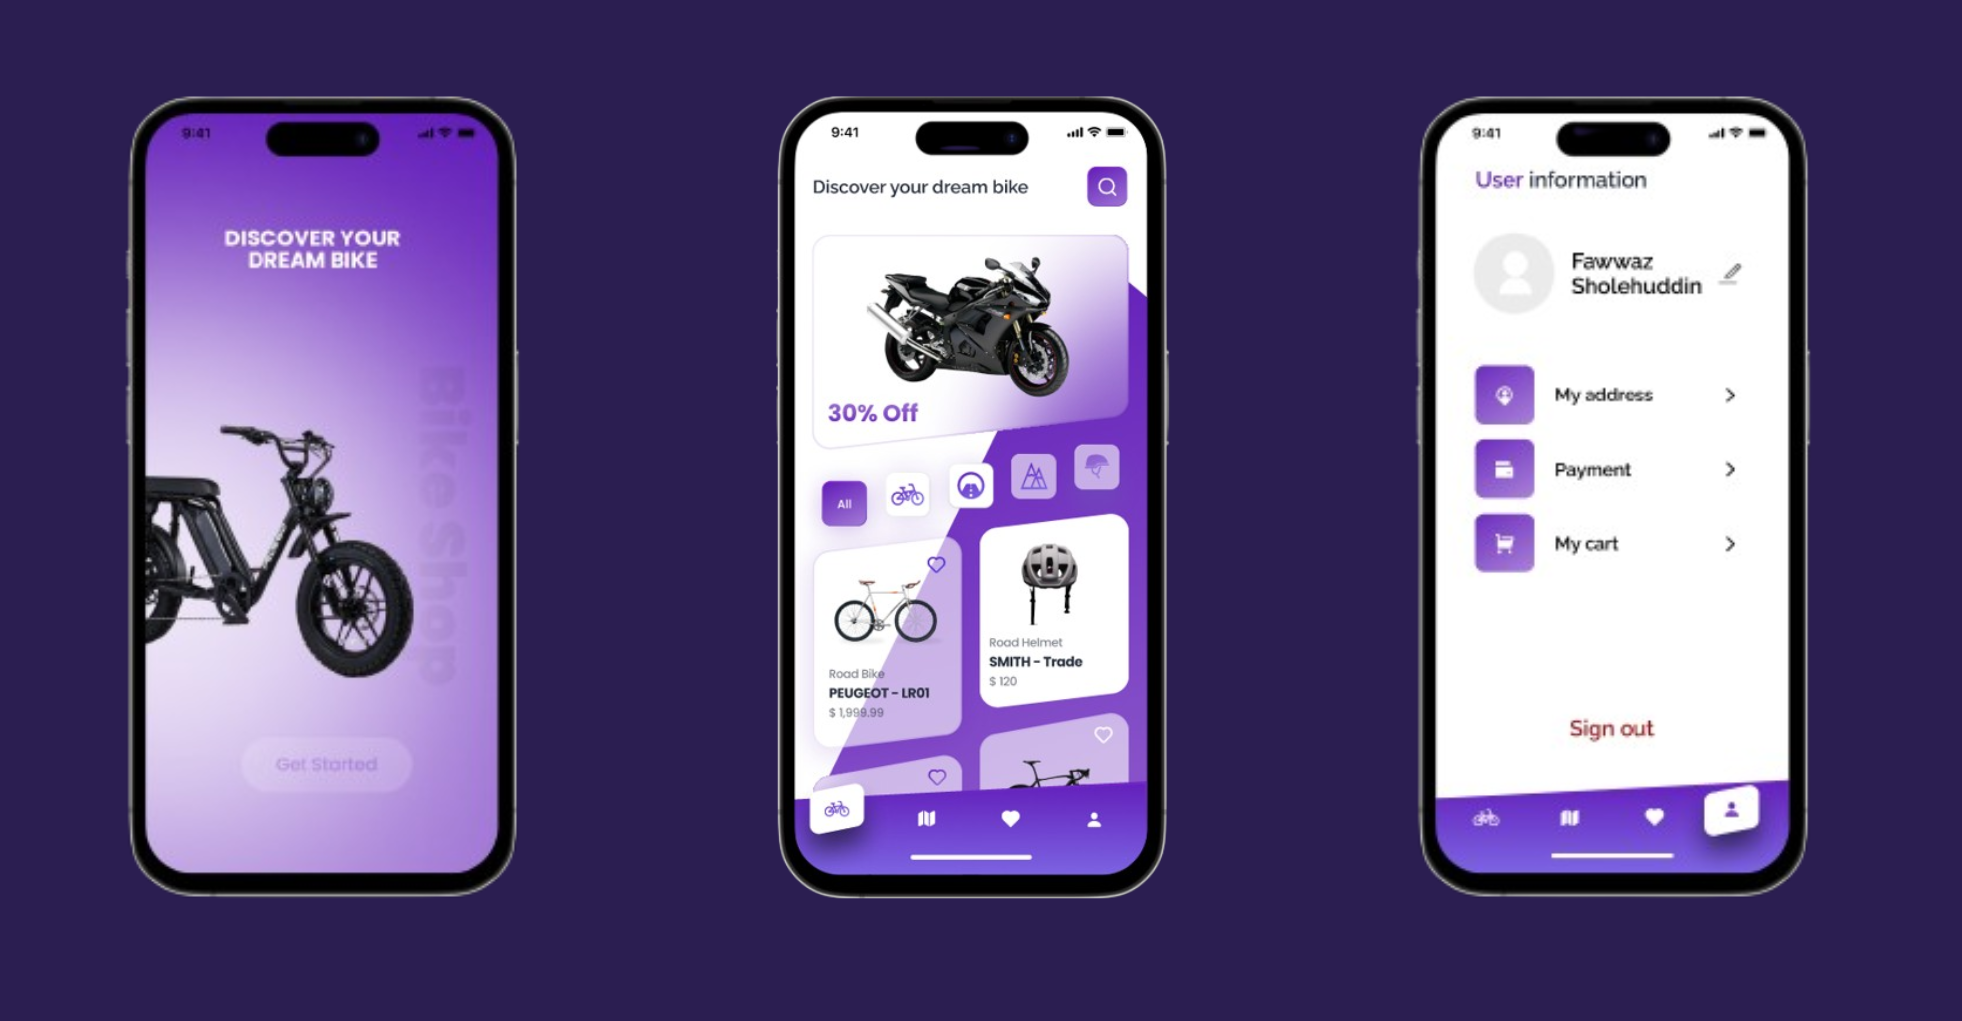 9:41
DISCOVER YOUR
DREAM BIKE
Bike Shop
Get Started
9:41
Discover your dream bike
30% Off
All
Road Bike
PEUGEOT - LR01
$ 1,999.99
Road Helmet
SMITH - Trade
$ 120
9:41
User information
Fawwaz
Sholehuddin
My address
Payment
My cart
Sign out